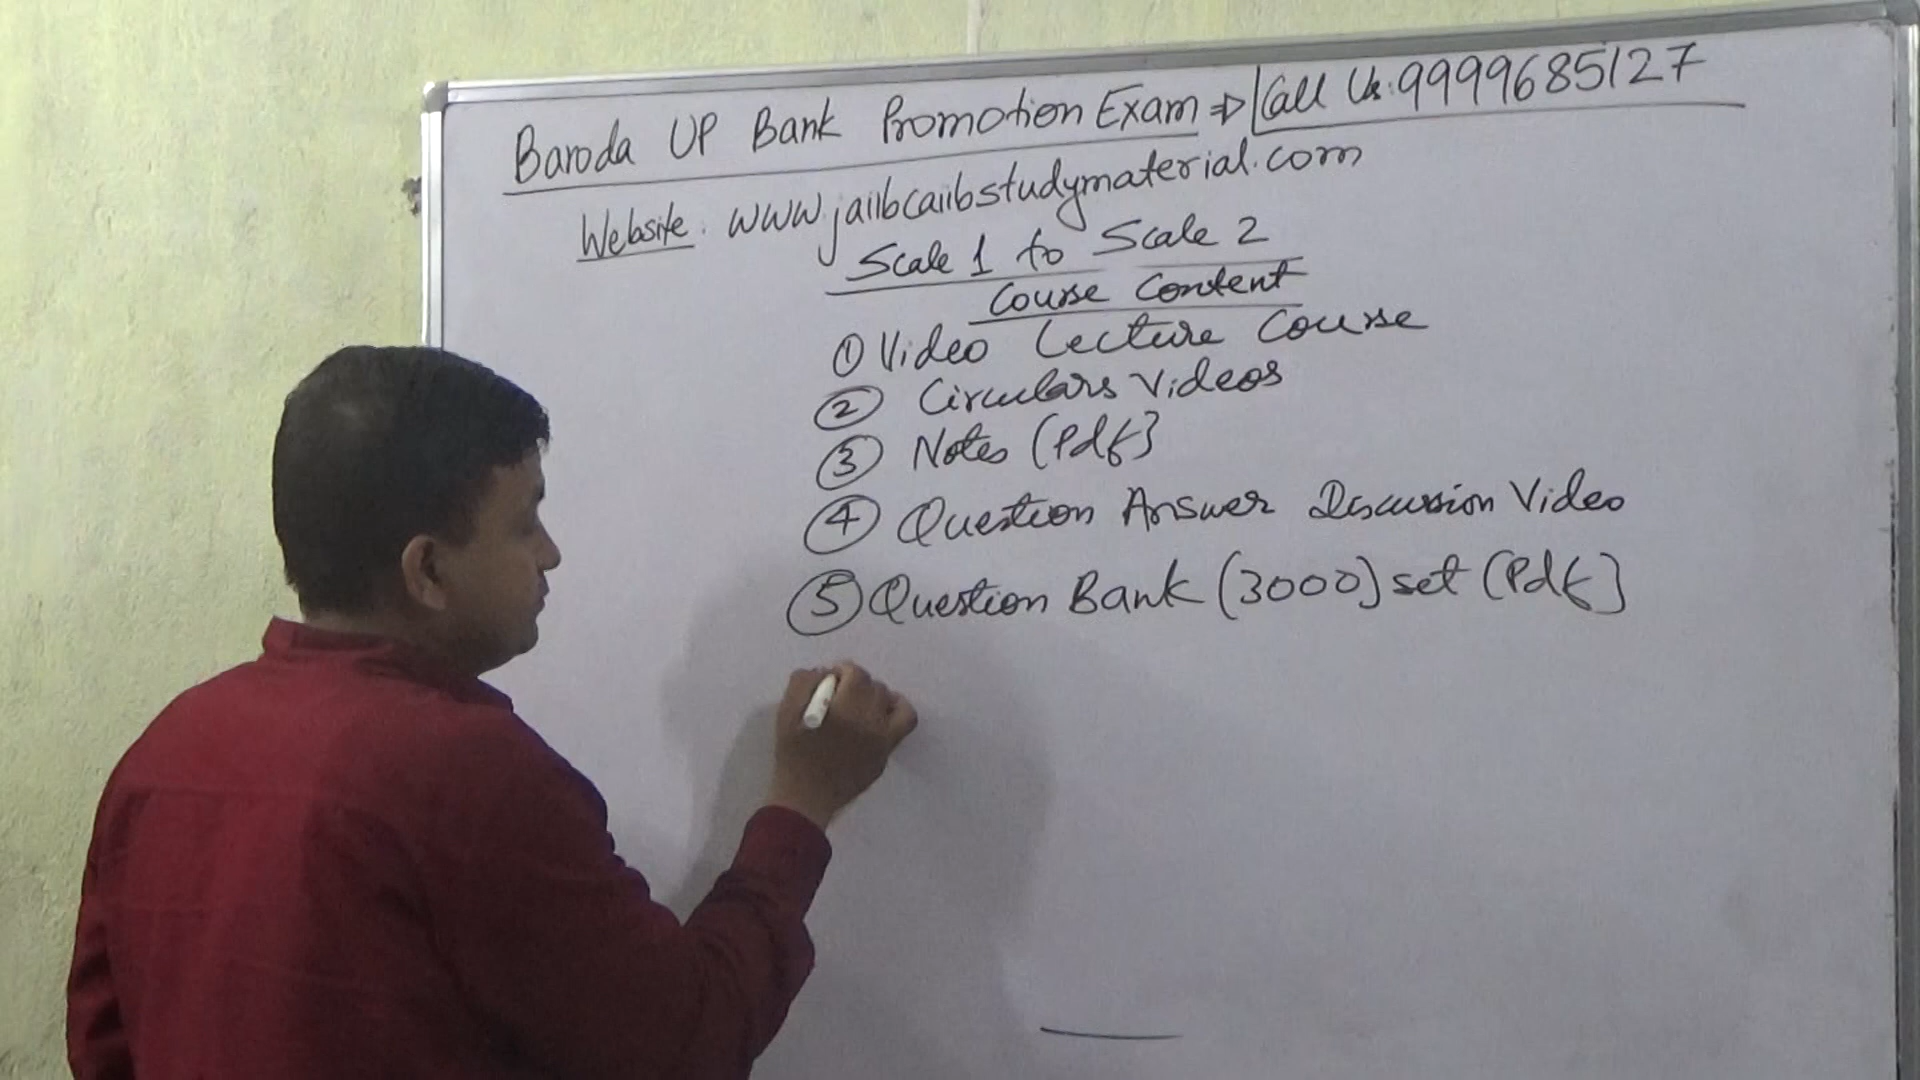 Baroda UP Bank Promotion Exam ⇒ Call Us: 9999685127
Website: www.jaiibcaiibstudymaterial.com
Scale 1 to Scale 2
Course Content
① Video Lecture Course
② Circulars Videos
③ Notes (Pdf)
④ Question Answer Discussion Video
⑤ Question Bank (3000) set (Pdf)